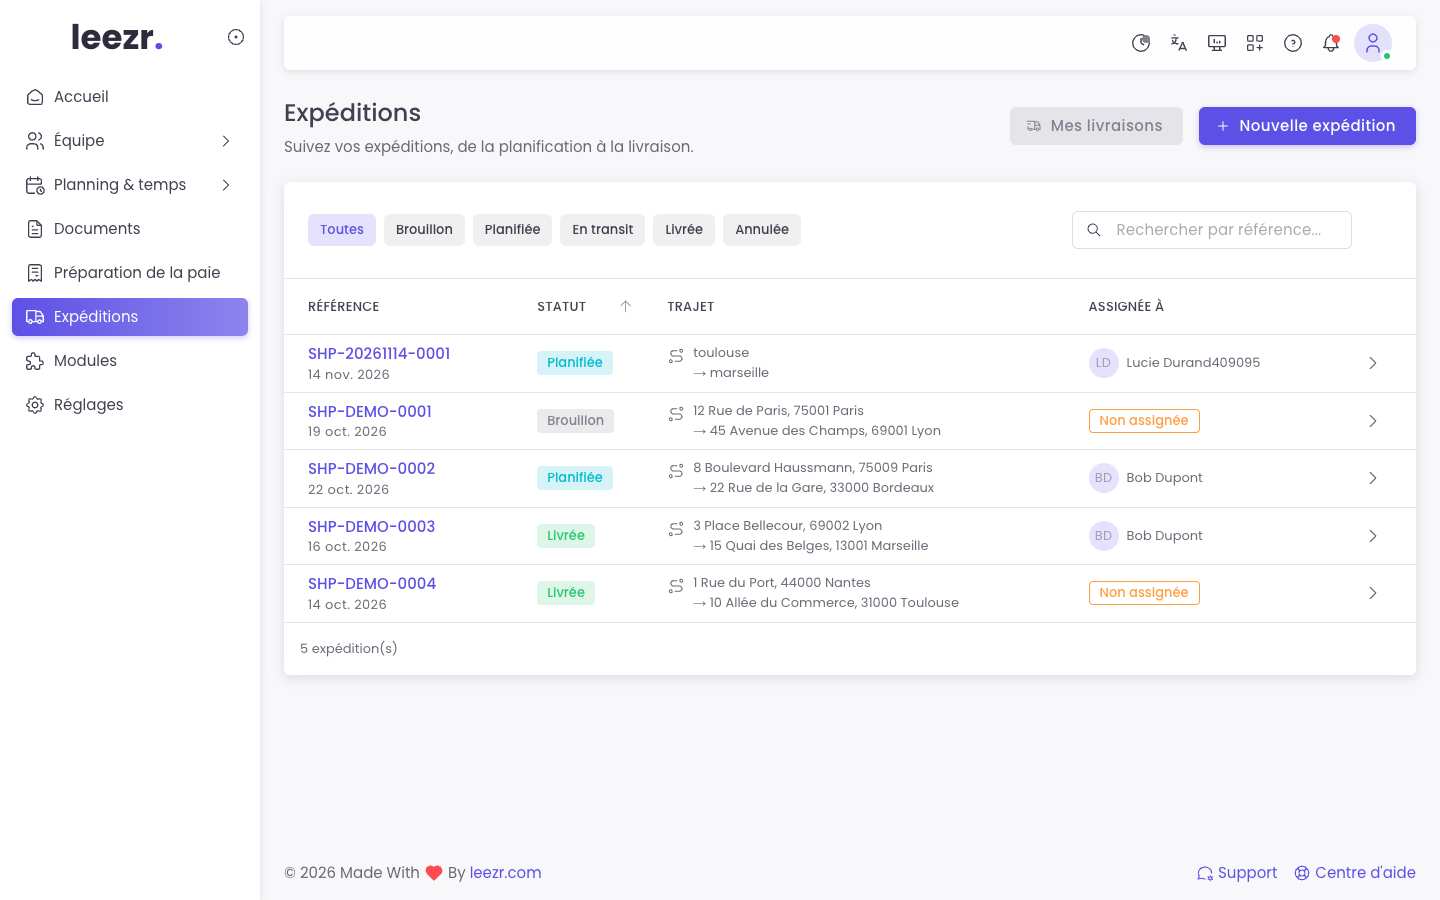 leezr.
Accueil
Équipe
Planning & temps
Documents
Préparation de la paie
Expéditions
Modules
Réglages
Expéditions
Suivez vos expéditions, de la planification à la livraison.
Mes livraisons
Nouvelle expédition
Toutes
Brouillon
Planifiée
En transit
Livrée
Annulée
Rechercher par référence...
RÉFÉRENCE
STATUT
TRAJET
ASSIGNÉE À
SHP-20261114-0001
14 nov. 2026
Planifiée
toulouse
→ marseille
LD
Lucie Durand409095
SHP-DEMO-0001
19 oct. 2026
Brouillon
12 Rue de Paris, 75001 Paris
→ 45 Avenue des Champs, 69001 Lyon
Non assignée
SHP-DEMO-0002
22 oct. 2026
Planifiée
8 Boulevard Haussmann, 75009 Paris
→ 22 Rue de la Gare, 33000 Bordeaux
BD
Bob Dupont
SHP-DEMO-0003
16 oct. 2026
Livrée
3 Place Bellecour, 69002 Lyon
→ 15 Quai des Belges, 13001 Marseille
BD
Bob Dupont
SHP-DEMO-0004
14 oct. 2026
Livrée
1 Rue du Port, 44000 Nantes
→ 10 Allée du Commerce, 31000 Toulouse
Non assignée
5 expédition(s)
© 2026 Made With ❤ By leezr.com
Support
Centre d'aide